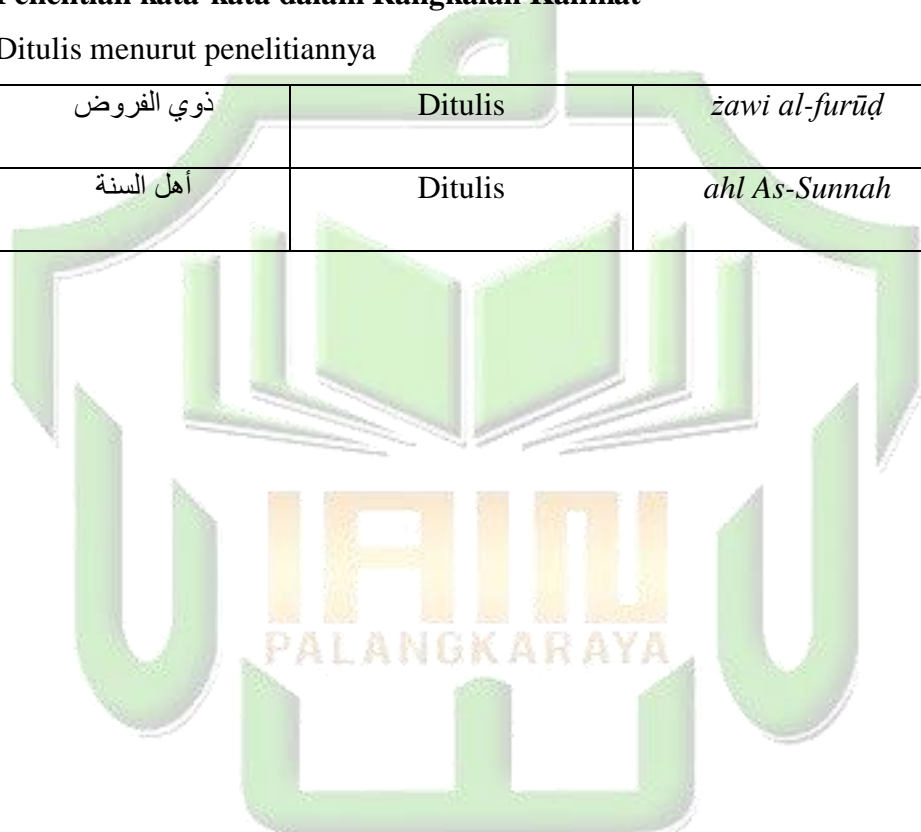 Penelitian kata-kata dalam Rangkaian Kalimat
Ditulis menurut penelitiannya
ذوي الفروض Ditulis żawi al-furūḍ
أهل السنة Ditulis ahl As-Sunnah
IAIN
PALANGKARAYA